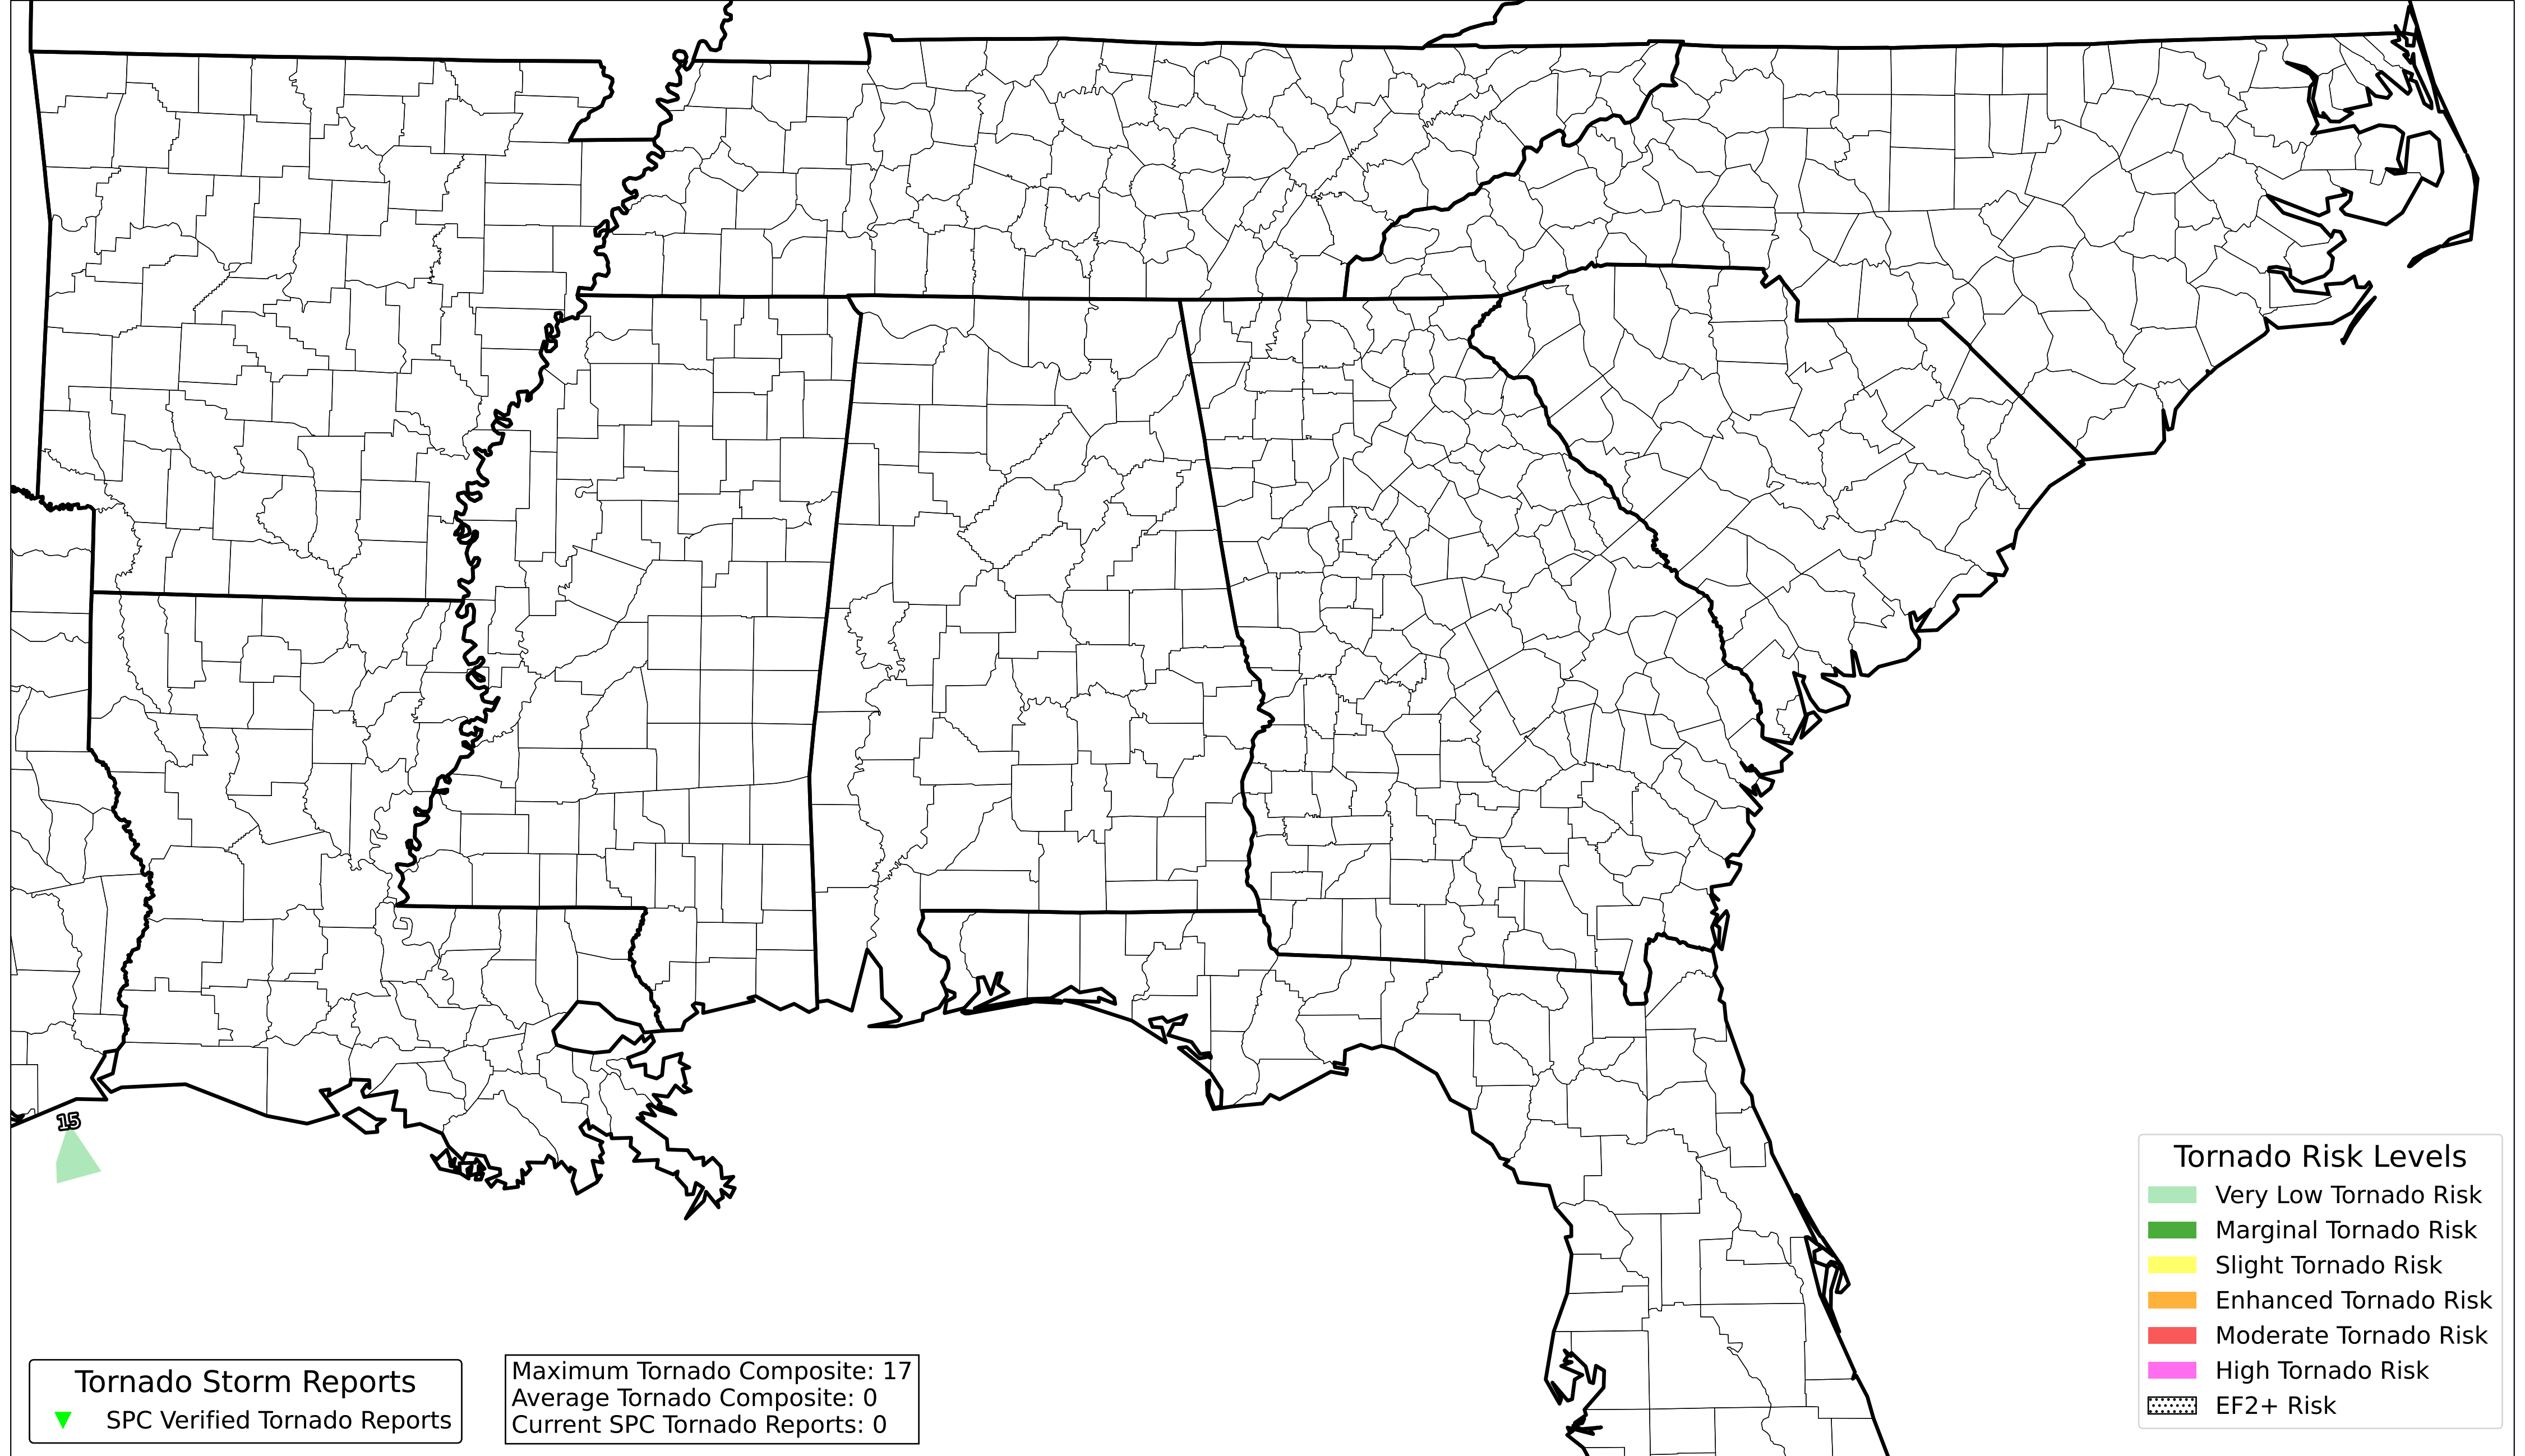 15
Tornado Risk Levels
Very Low Tornado Risk
Marginal Tornado Risk
Slight Tornado Risk
Enhanced Tornado Risk
Moderate Tornado Risk
High Tornado Risk
EF2+ Risk
Tornado Storm Reports
SPC Verified Tornado Reports
Maximum Tornado Composite: 17
Average Tornado Composite: 0
Current SPC Tornado Reports: 0